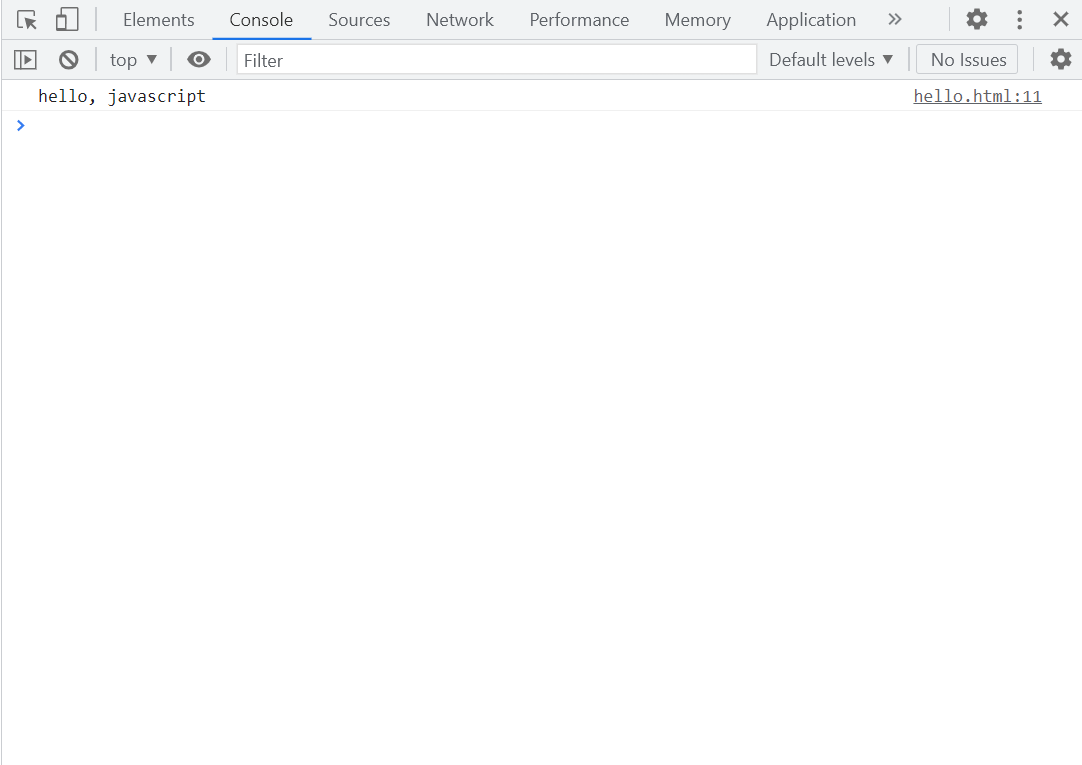 Elements Console Sources Network Performance Memory Application
top Filter Default levels No Issues
hello, javascript hello.html:11